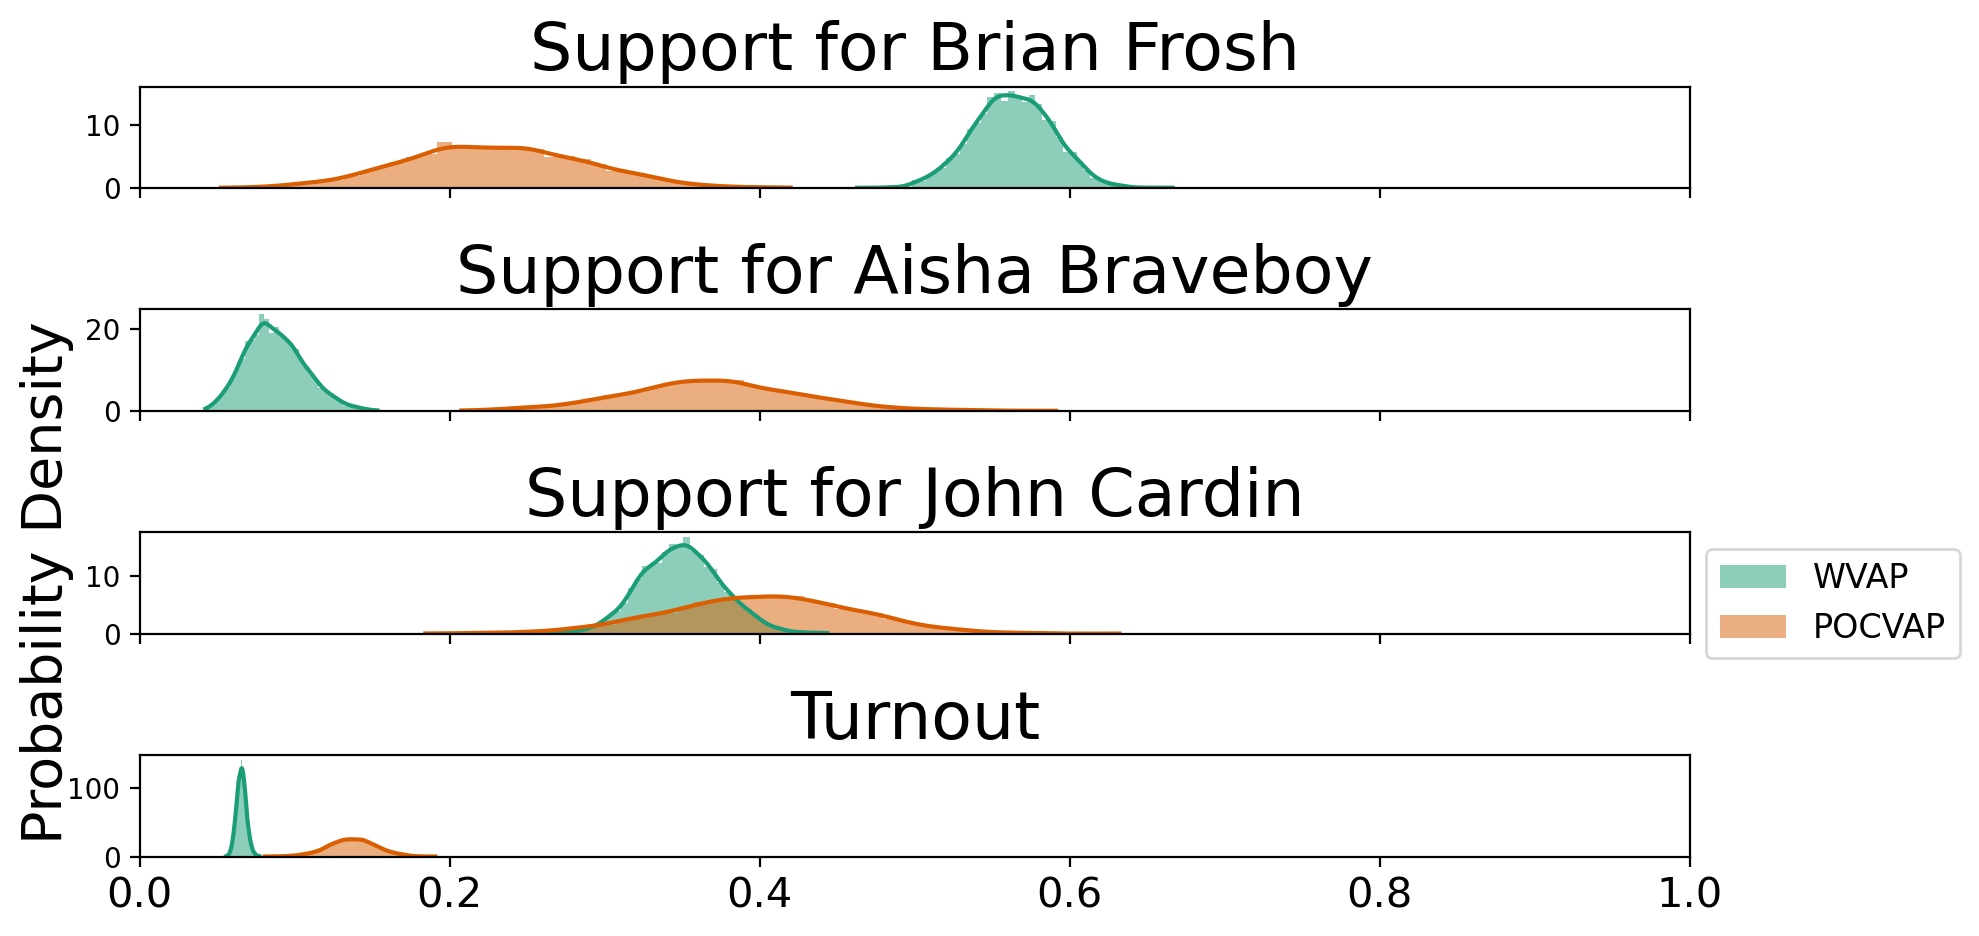 Support for Brian Frosh
10
0
Support for Aisha Braveboy
20
0
Support for John Cardin
10
0
Turnout
100
0
0.0 0.2 0.4 0.6 0.8 1.0
Probability Density
WVAP
POCVAP